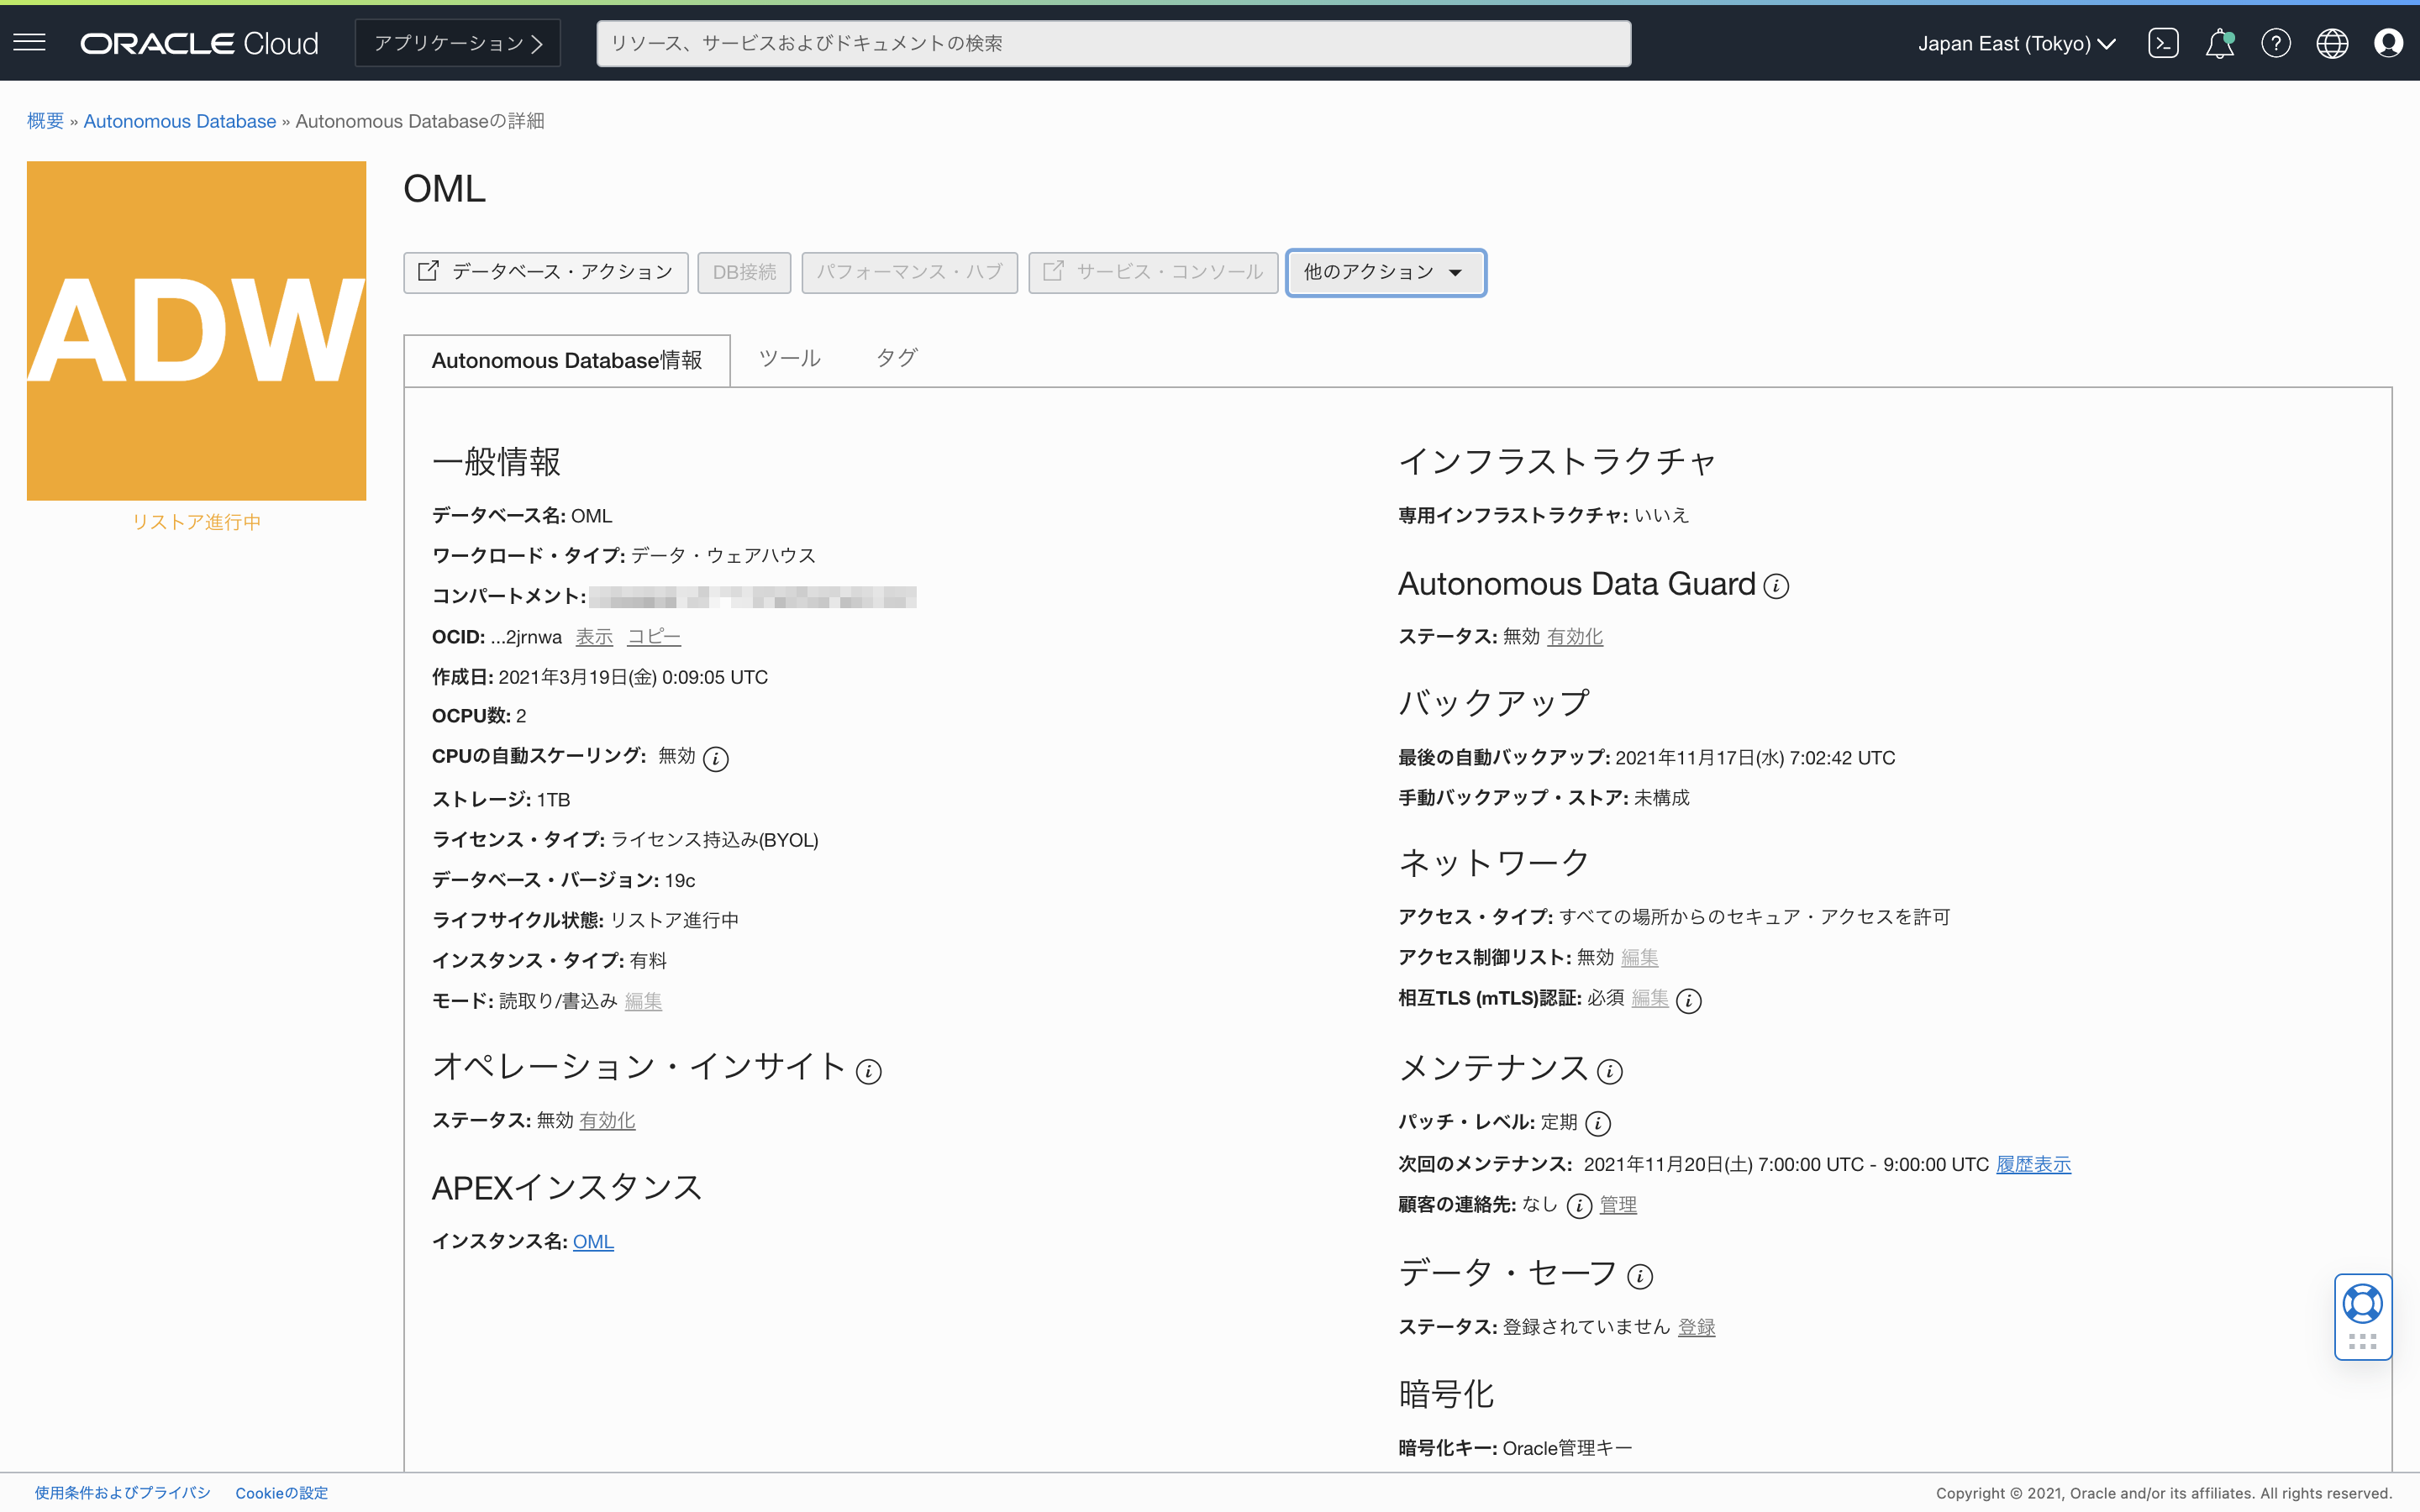 ORACLE Cloud
アプリケーション
リソース、サービスおよびドキュメントの検索
Japan East (Tokyo)
概要 » Autonomous Database » Autonomous Databaseの詳細
ADW
リストア進行中
OML
データベース・アクション
DB接続
パフォーマンス・ハブ
サービス・コンソール
他のアクション
Autonomous Database情報
ツール
タグ
一般情報
データベース名: OML
ワークロード・タイプ: データ・ウェアハウス
コンパートメント:
OCID: ...2jrnwa 表示 コピー
作成日: 2021年3月19日(金) 0:09:05 UTC
OCPU数: 2
CPUの自動スケーリング: 無効
ストレージ: 1TB
ライセンス・タイプ: ライセンス持込み(BYOL)
データベース・バージョン: 19c
ライフサイクル状態: リストア進行中
インスタンス・タイプ: 有料
モード: 読取り/書込み 編集
オペレーション・インサイト
ステータス: 無効 有効化
APEXインスタンス
インスタンス名: OML
インフラストラクチャ
専用インフラストラクチャ: いいえ
Autonomous Data Guard
ステータス: 無効 有効化
バックアップ
最後の自動バックアップ: 2021年11月17日(水) 7:02:42 UTC
手動バックアップ・ストア: 未構成
ネットワーク
アクセス・タイプ: すべての場所からのセキュア・アクセスを許可
アクセス制御リスト: 無効 編集
相互TLS (mTLS)認証: 必須 編集
メンテナンス
パッチ・レベル: 定期
次回のメンテナンス: 2021年11月20日(土) 7:00:00 UTC - 9:00:00 UTC 履歴表示
顧客の連絡先: なし 管理
データ・セーフ
ステータス: 登録されていません 登録
暗号化
暗号化キー: Oracle管理キー
使用条件およびプライバシ
Cookieの設定
Copyright © 2021, Oracle and/or its affiliates. All rights reserved.